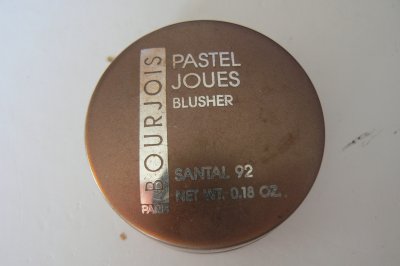 BOURJOIS
PARIS
PASTEL
JOUES
BLUSHER
SANTAL 92
NET WT. 0.18 OZ.